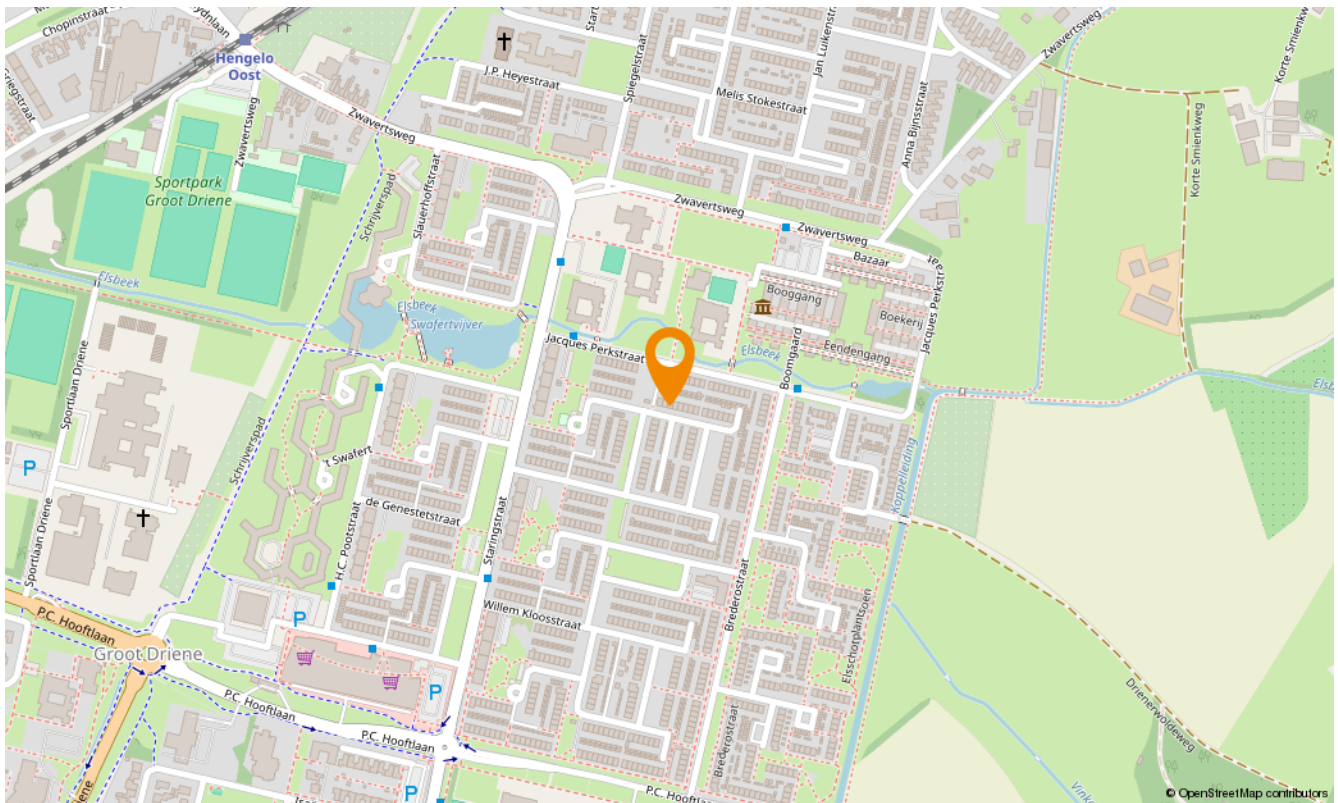 Chopinstraat
Hengelo
Oost
Zwavertsweg
Zwavertsweg
J.P. Heyestraat
Spiegelstraat
Jan Luikenstraat
Melis Stokestraat
Anna Bijnsstraat
Zwavertsweg
Korte Smienkweg
Sportpark
Groot Driene
Schrijverspad
Slauerhoffstraat
Zwavertsweg
Zwavertsweg
Bazaar
Booggang
Boekerij
Eendengang
Jacques Perkstraat
Boomgaard
Elsbeek
Elsbeek
Swafertvijver
Jacques Perkstraat
Elsbeek
Sportlaan Driene
Schrijverspad
't Swafert
de Genestetstraat
H.C. Pootstraat
Staringstraat
Koppelleiding
P
Sportlaan Driene
Willem Kloosstraat
Brederostraat
Elsschotplantsoen
P
P.C. Hooftlaan
Groot Driene
P
P.C. Hooftlaan
P.C. Hooftlaan
Brederostraat
Drienerwoldeweg
P
P.C. Hooftlaan
© OpenStreetMap contributors